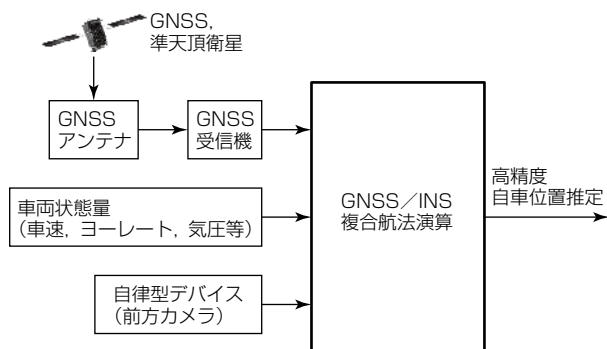 GNSS,
準天頂衛星
GNSS
アンテナ
GNSS
受信機
車両状態量
（車速，ヨーレート，気圧等）
自律型デバイス
（前方カメラ）
GNSS／INS
複合航法演算
高精度
自車位置推定